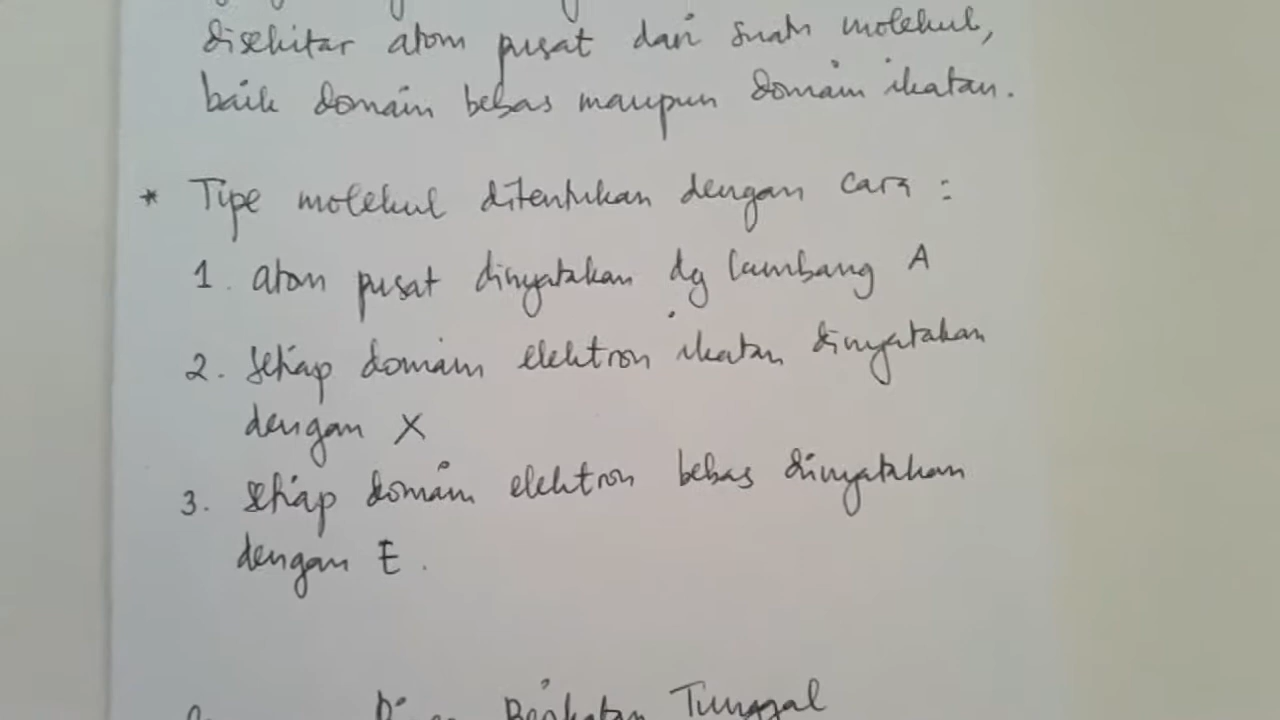 disekitar atom pusat dari suatu molekul,
baik domain bebas maupun domain ikatan.
* Tipe molekul ditentukan dengan cara :
1. atom pusat dinyatakan dg lambang A
2. setiap domain elektron ikatan dinyatakan
dengan X
3. setiap domain elektron bebas dinyatakan
dengan E.
Berikatan Tunggal